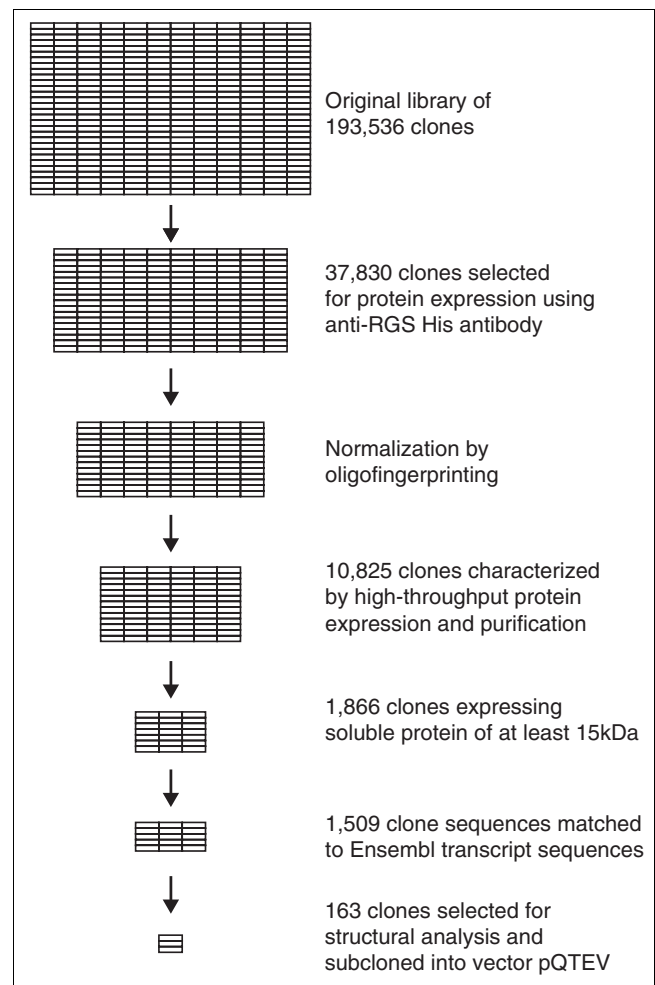 Original library of
193,536 clones
37,830 clones selected
for protein expression using
anti-RGS His antibody
Normalization by
oligofingerprinting
10,825 clones characterized
by high-throughput protein
expression and purification
1,866 clones expressing
soluble protein of at least 15kDa
1,509 clone sequences matched
to Ensembl transcript sequences
163 clones selected for
structural analysis and
subcloned into vector pQTEV